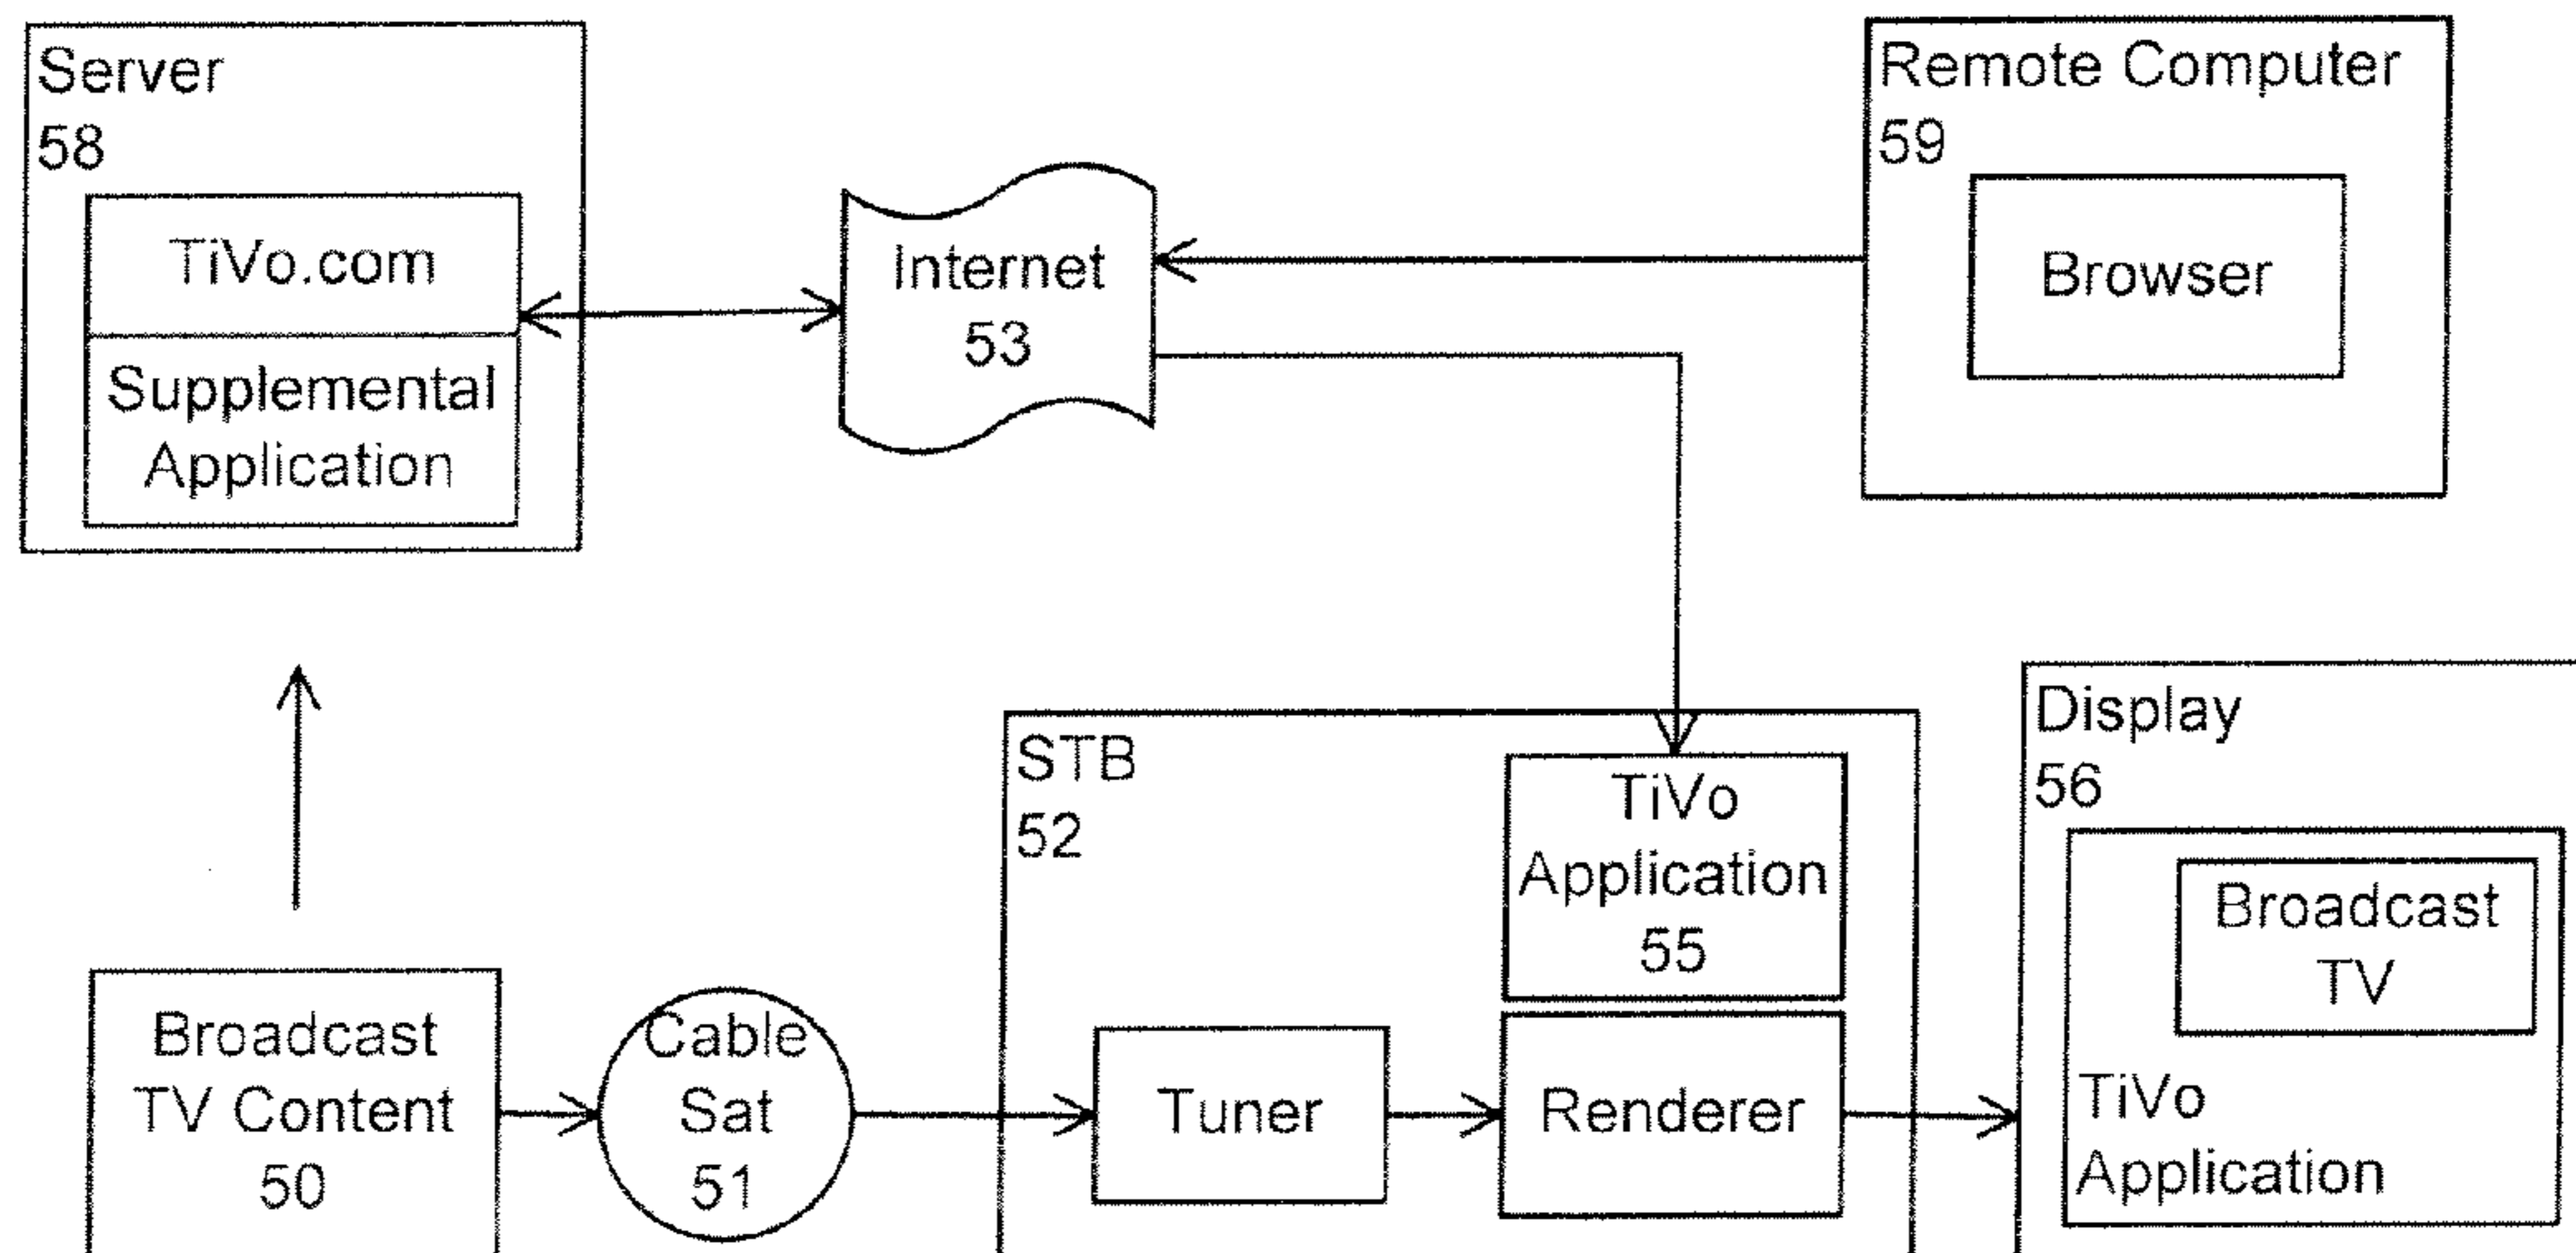 Server
58
TiVo.com
Supplemental
Application
Internet
53
Remote Computer
59
Browser
Broadcast
TV Content
50
Cable
Sat
51
STB
52
Tuner
TiVo
Application
55
Renderer
Display
56
Broadcast
TV
TiVo
Application